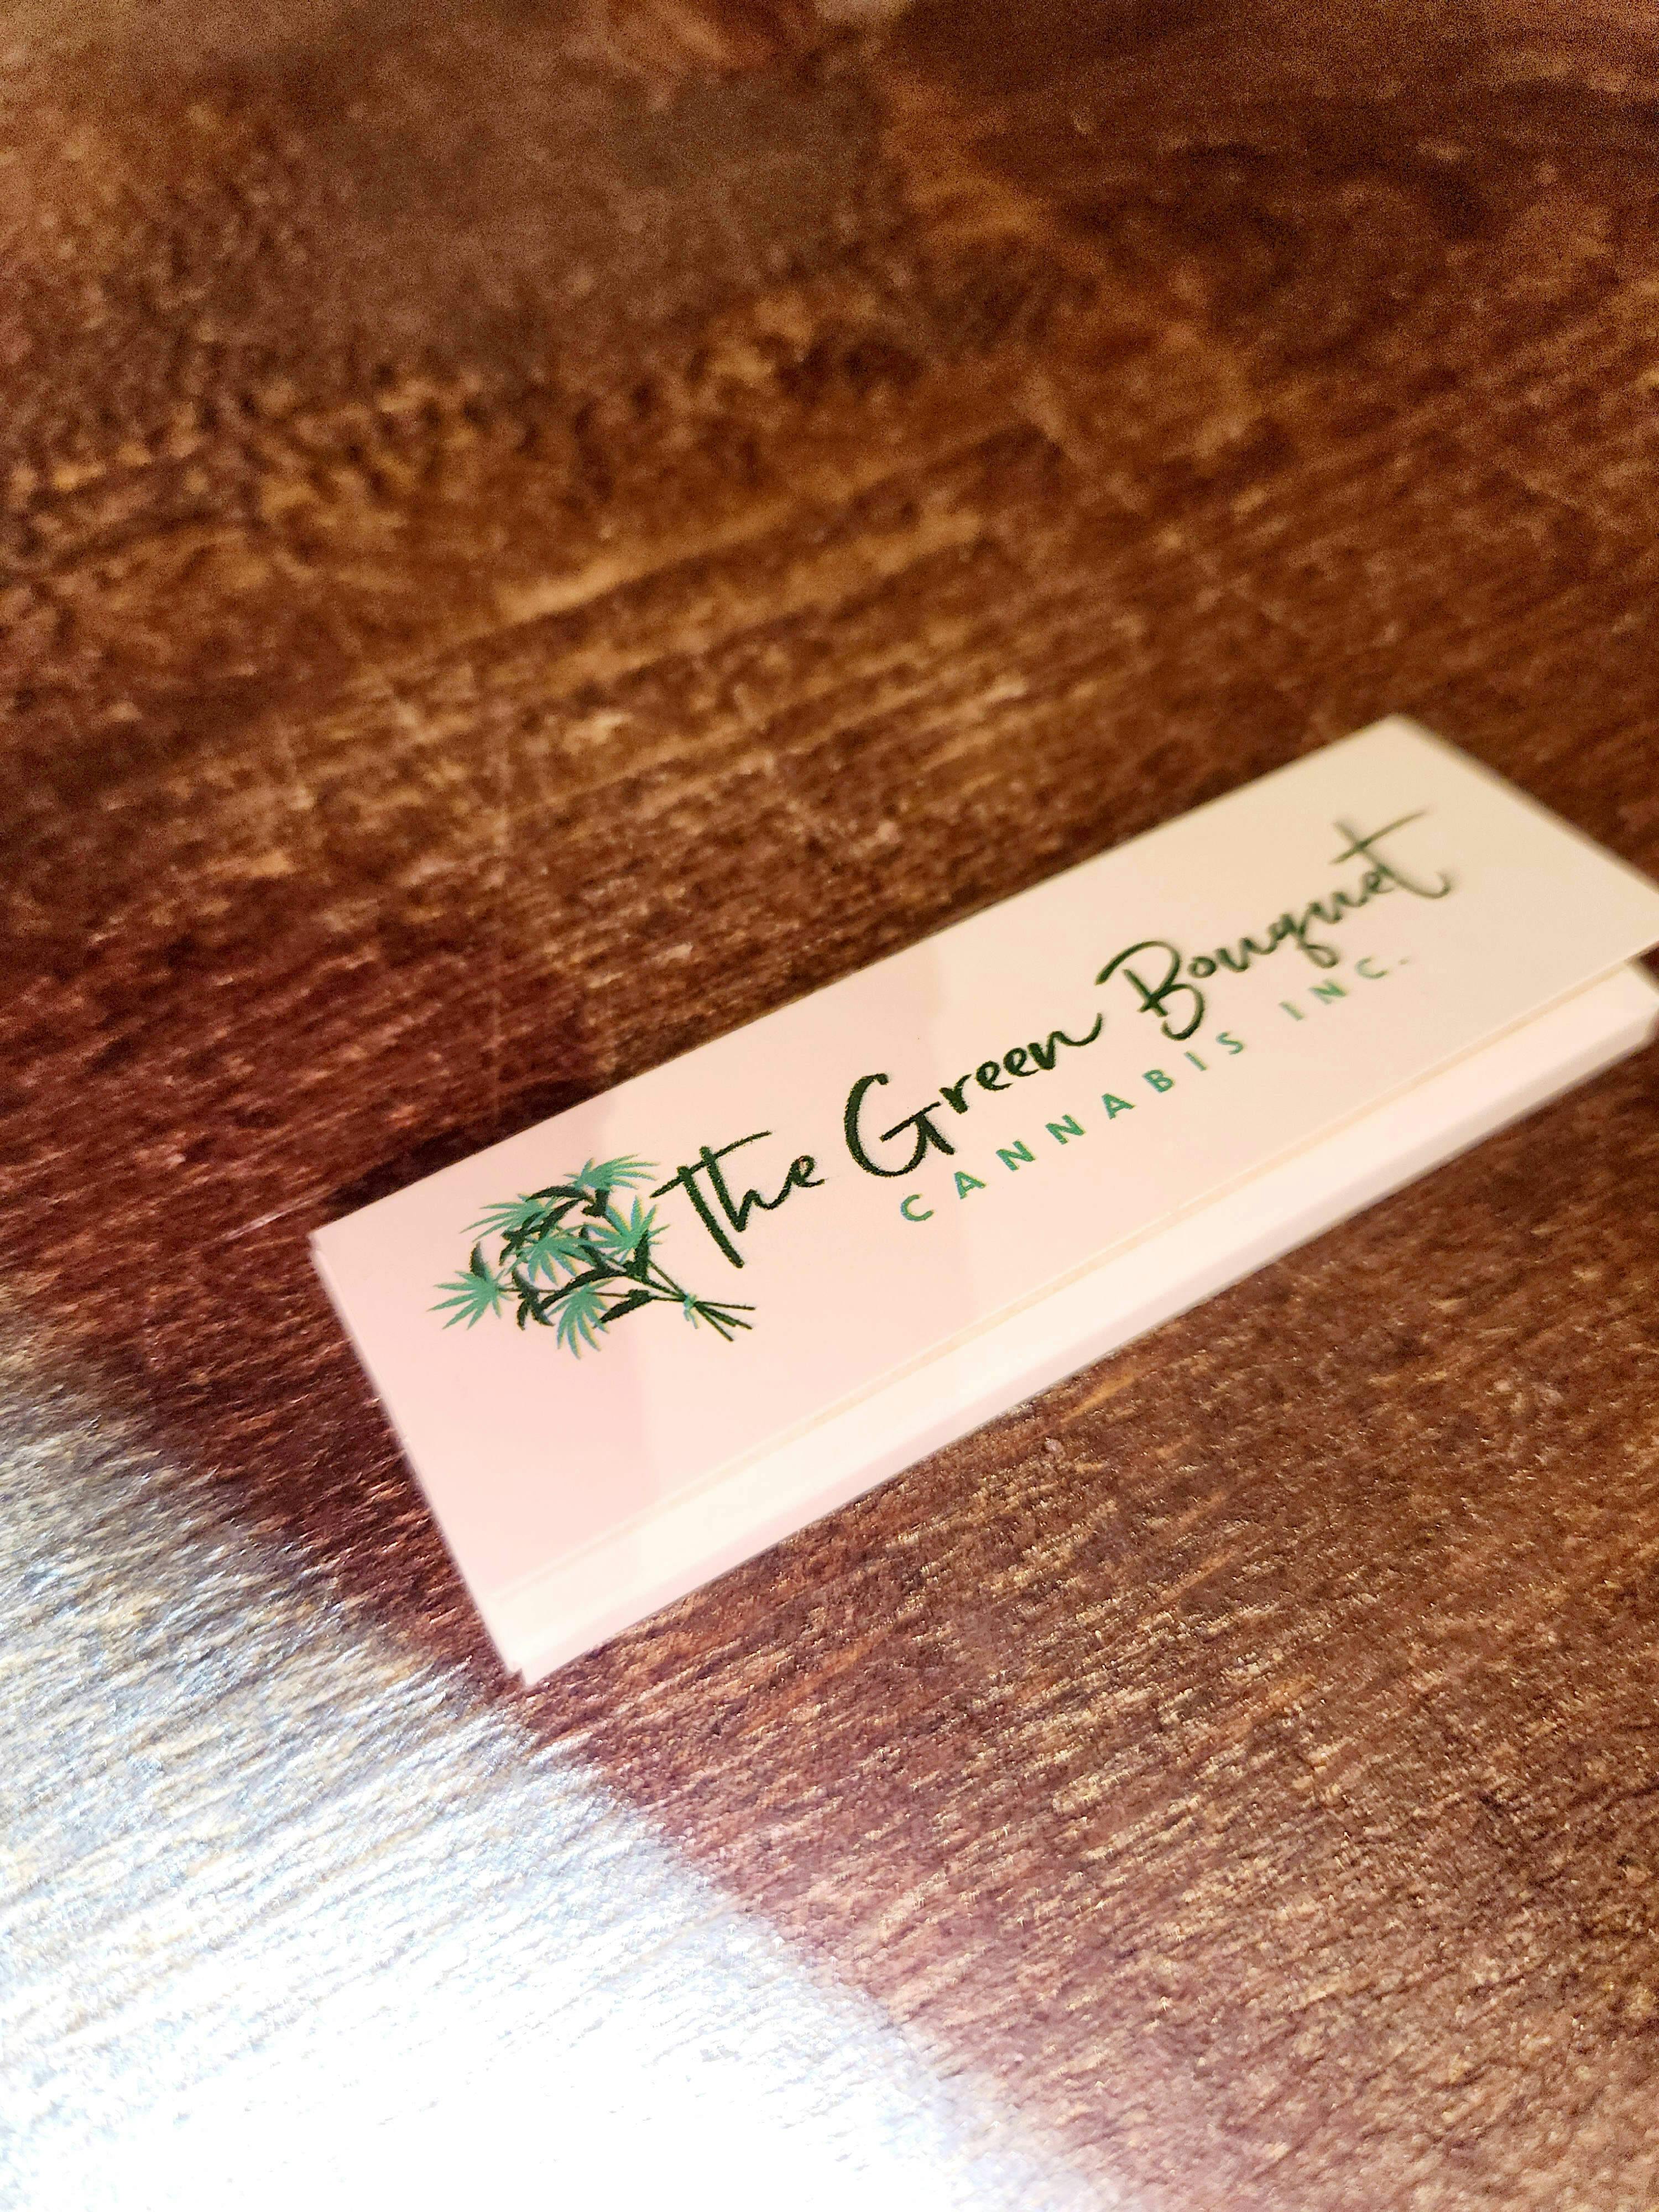 The Green Bouquet
CANNABIS INC.